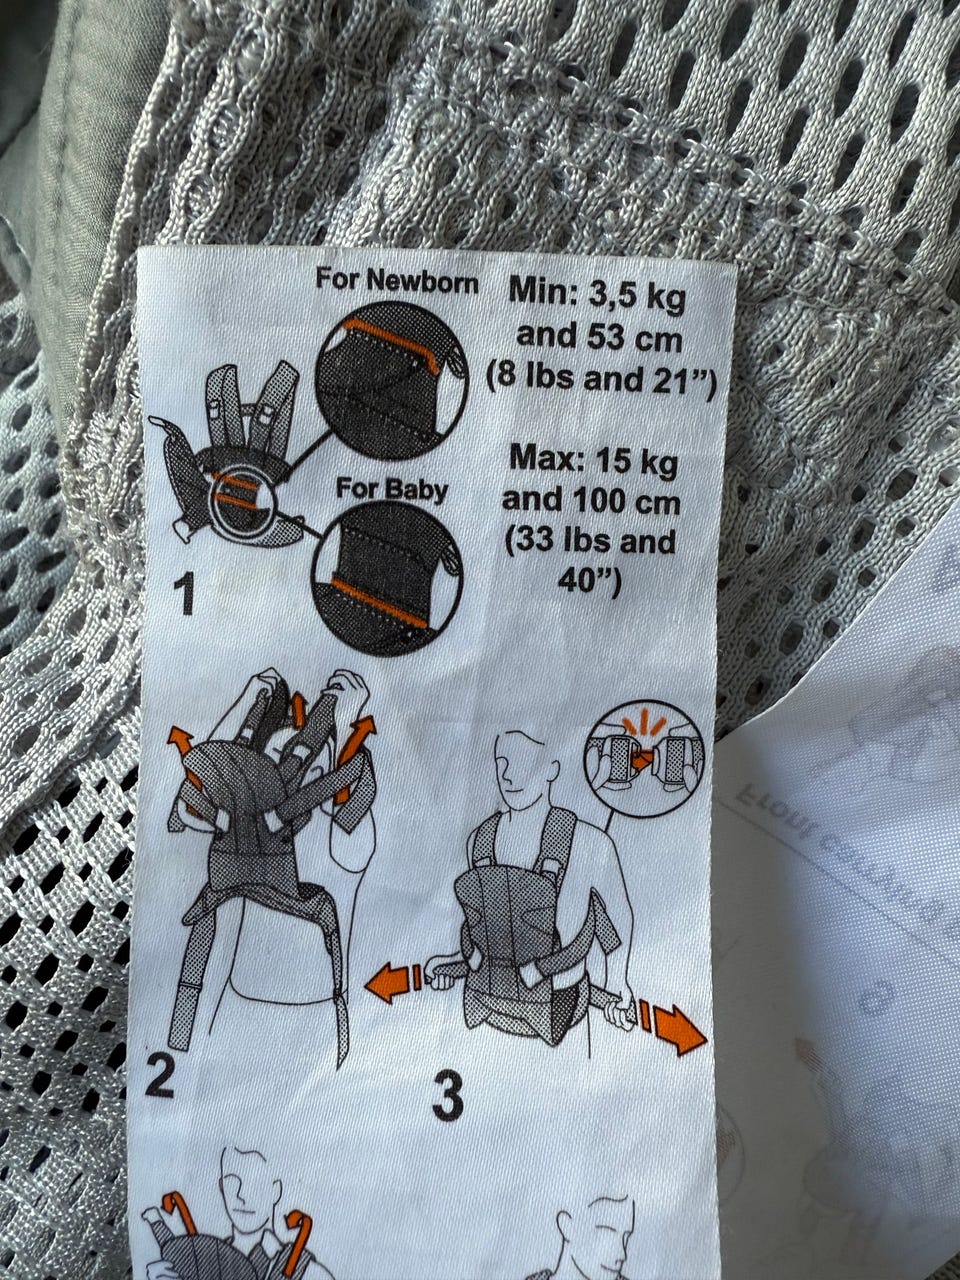 For Newborn
Min: 3,5 kg
and 53 cm
(8 lbs and 21”)
For Baby
Max: 15 kg
and 100 cm
(33 lbs and
40”)
1
2
3